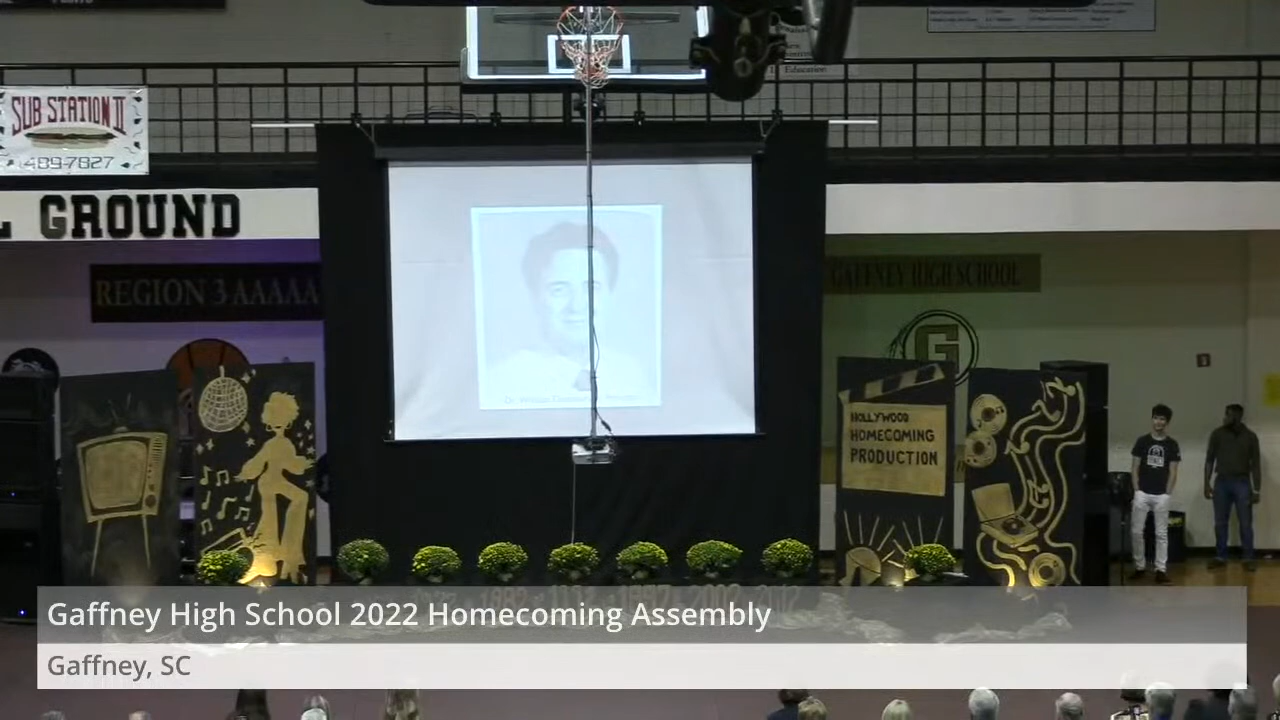 Education
SUB STATION II
489-7827
GROUND
REGION 3 AAAAA
GAFFNEY HIGH SCHOOL
G
HOLLYWOOD
HOMECOMING
PRODUCTION
Gaffney High School 2022 Homecoming Assembly
Gaffney, SC